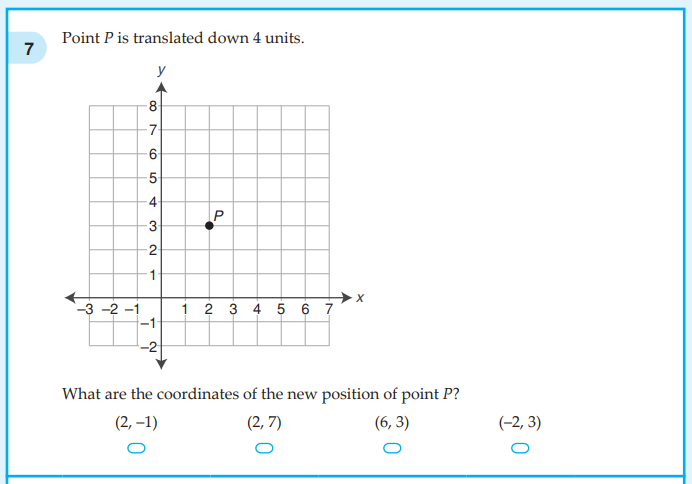 7
Point P is translated down 4 units.
y
8
7
6
5
4
P
3
2
1
x
–3 –2 –1 1 2 3 4 5 6 7
–1
–2
What are the coordinates of the new position of point P?
(2, –1) (2, 7) (6, 3) (–2, 3)